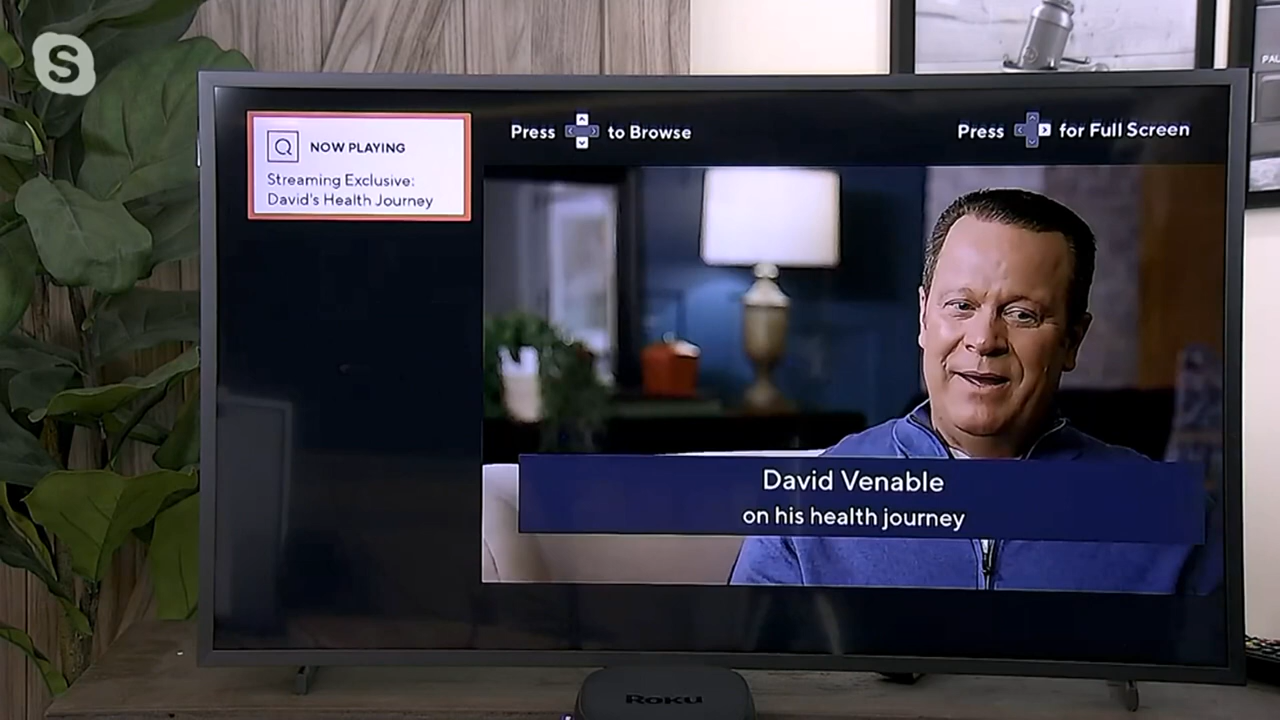 S
NOW PLAYING
Streaming Exclusive:
David's Health Journey
Press to Browse
Press for Full Screen
David Venable
on his health journey
Roku